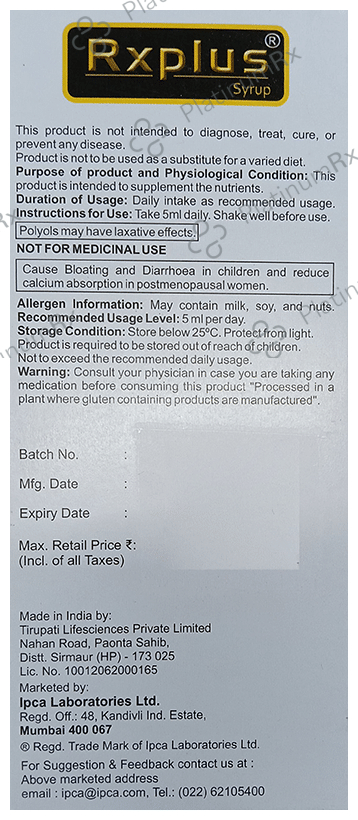 Rxplus®
Syrup
This product is not intended to diagnose, treat, cure, or
prevent any disease.
Product is not to be used as a substitute for a varied diet.
Purpose of product and Physiological Condition: This
product is intended to supplement the nutrients.
Duration of Usage: Daily intake as recommended usage.
Instructions for Use: Take 5ml daily. Shake well before use.
Polyols may have laxative effects.
NOT FOR MEDICINAL USE
Cause Bloating and Diarrhoea in children and reduce
calcium absorption in postmenopausal women.
Allergen Information: May contain milk, soy, and nuts.
Recommended Usage Level: 5 ml per day.
Storage Condition: Store below 25°C. Protect from light.
Product is required to be stored out of reach of children.
Not to exceed the recommended daily usage.
Warning: Consult your physician in case you are taking any
medication before consuming this product "Processed in a
plant where gluten containing products are manufactured".
Batch No. :
Mfg. Date :
Expiry Date :
Max. Retail Price ₹:
(Incl. of all Taxes)
Made in India by:
Tirupati Lifesciences Private Limited
Nahan Road, Paonta Sahib,
Distt. Sirmaur (HP) - 173 025
Lic. No. 10012062000165
Marketed by:
Ipca Laboratories Ltd.
Regd. Off.: 48, Kandivli Ind. Estate,
Mumbai 400 067
® Regd. Trade Mark of Ipca Laboratories Ltd.
For Suggestion & Feedback contact us at :
Above marketed address
email : ipca@ipca.com, Tel.: (022) 62105400
PlatinumRx
PlatinumRx
PlatinumRx